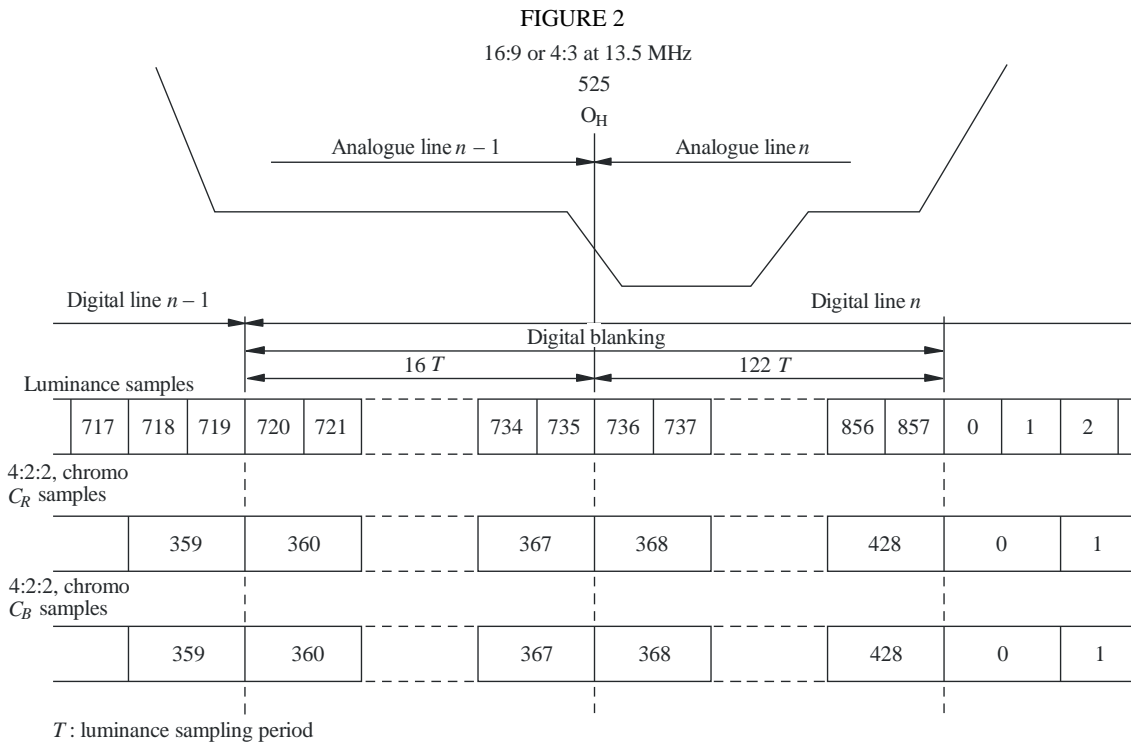 FIGURE 2
16:9 or 4:3 at 13.5 MHz
525
O_H
Analogue line n – 1 Analogue line n
Digital line n – 1 Digital line n
Digital blanking
16 T 122 T
Luminance samples
717 718 719 720 721 734 735 736 737 856 857 0 1 2
4:2:2, chromo
C_R samples
359 360 367 368 428 0 1
4:2:2, chromo
C_B samples
359 360 367 368 428 0 1
T : luminance sampling period